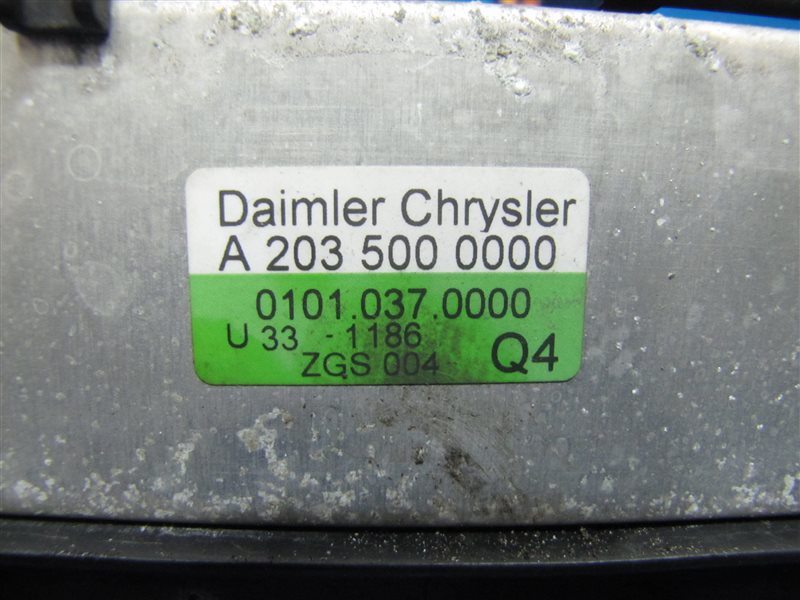 Daimler Chrysler
A 203 500 0000
0101.037.0000
U 33 - 1186
ZGS 004 Q4